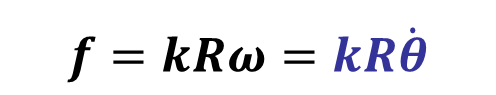 f = kRω = kRθ̇